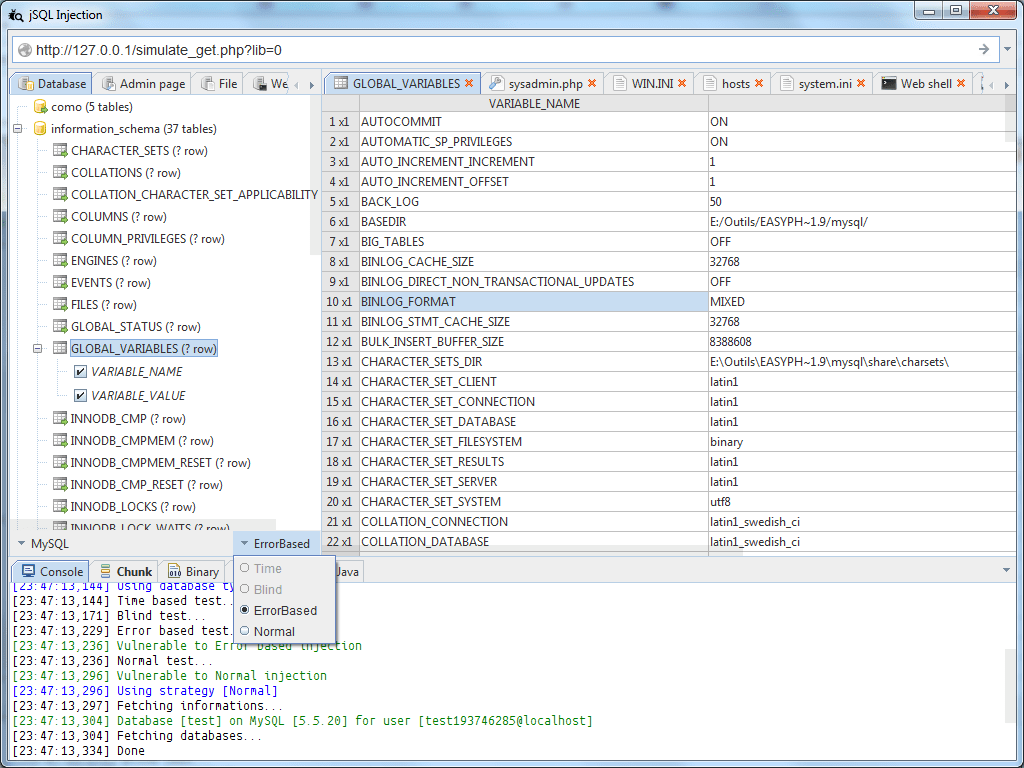 jSQL Injection
http://127.0.0.1/simulate_get.php?lib=0
Database Admin page File We
como (5 tables)
information_schema (37 tables)
CHARACTER_SETS (? row)
COLLATIONS (? row)
COLLATION_CHARACTER_SET_APPLICABILITY
COLUMNS (? row)
COLUMN_PRIVILEGES (? row)
ENGINES (? row)
EVENTS (? row)
FILES (? row)
GLOBAL_STATUS (? row)
GLOBAL_VARIABLES (? row)
VARIABLE_NAME
VARIABLE_VALUE
INNODB_CMP (? row)
INNODB_CMPMEM (? row)
INNODB_CMPMEM_RESET (? row)
INNODB_CMP_RESET (? row)
INNODB_LOCKS (? row)
INNODB_LOCK_WAITS (? row)
GLOBAL_VARIABLES sysadmin.php WIN.INI hosts system.ini Web shell
VARIABLE_NAME
1 x1 AUTOCOMMIT ON
2 x1 AUTOMATIC_SP_PRIVILEGES ON
3 x1 AUTO_INCREMENT_INCREMENT 1
4 x1 AUTO_INCREMENT_OFFSET 1
5 x1 BACK_LOG 50
6 x1 BASEDIR E:/Outils/EASYPH~1.9/mysql/
7 x1 BIG_TABLES OFF
8 x1 BINLOG_CACHE_SIZE 32768
9 x1 BINLOG_DIRECT_NON_TRANSACTIONAL_UPDATES OFF
10 x1 BINLOG_FORMAT MIXED
11 x1 BINLOG_STMT_CACHE_SIZE 32768
12 x1 BULK_INSERT_BUFFER_SIZE 8388608
13 x1 CHARACTER_SETS_DIR E:\Outils\EASYPH~1.9\mysql\share\charsets\
14 x1 CHARACTER_SET_CLIENT latin1
15 x1 CHARACTER_SET_CONNECTION latin1
16 x1 CHARACTER_SET_DATABASE latin1
17 x1 CHARACTER_SET_FILESYSTEM binary
18 x1 CHARACTER_SET_RESULTS latin1
19 x1 CHARACTER_SET_SERVER latin1
20 x1 CHARACTER_SET_SYSTEM utf8
21 x1 COLLATION_CONNECTION latin1_swedish_ci
22 x1 COLLATION_DATABASE latin1_swedish_ci
MySQL ErrorBased
Time
Blind
ErrorBased
Normal
Console Chunk Binary Java
[23:47:13,144] Using database ty
[23:47:13,144] Time based test..
[23:47:13,171] Blind test...
[23:47:13,229] Error based test.
[23:47:13,236] Vulnerable to Error based injection
[23:47:13,236] Normal test...
[23:47:13,296] Vulnerable to Normal injection
[23:47:13,296] Using strategy [Normal]
[23:47:13,297] Fetching informations...
[23:47:13,304] Database [test] on MySQL [5.5.20] for user [test193746285@localhost]
[23:47:13,304] Fetching databases...
[23:47:13,334] Done